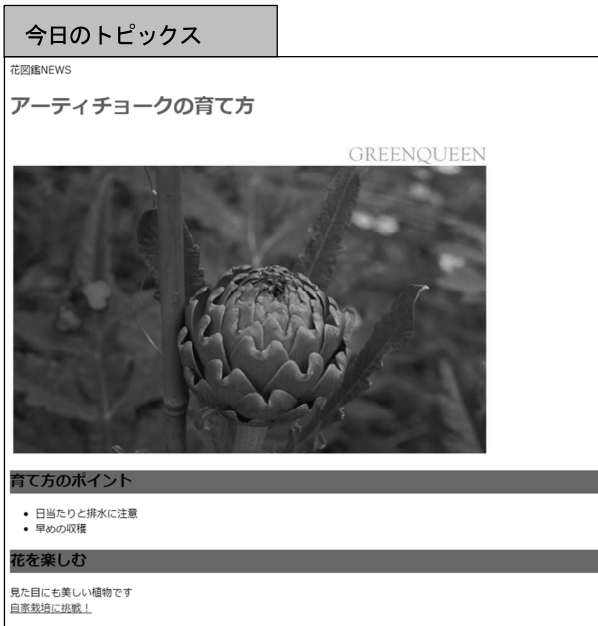 今日のトピックス
花図鑑NEWS
アーティチョークの育て方
GREENQUEEN
育て方のポイント
日当たりと排水に注意
早めの収穫
花を楽しむ
見た目にも美しい植物です
自家栽培に挑戦！